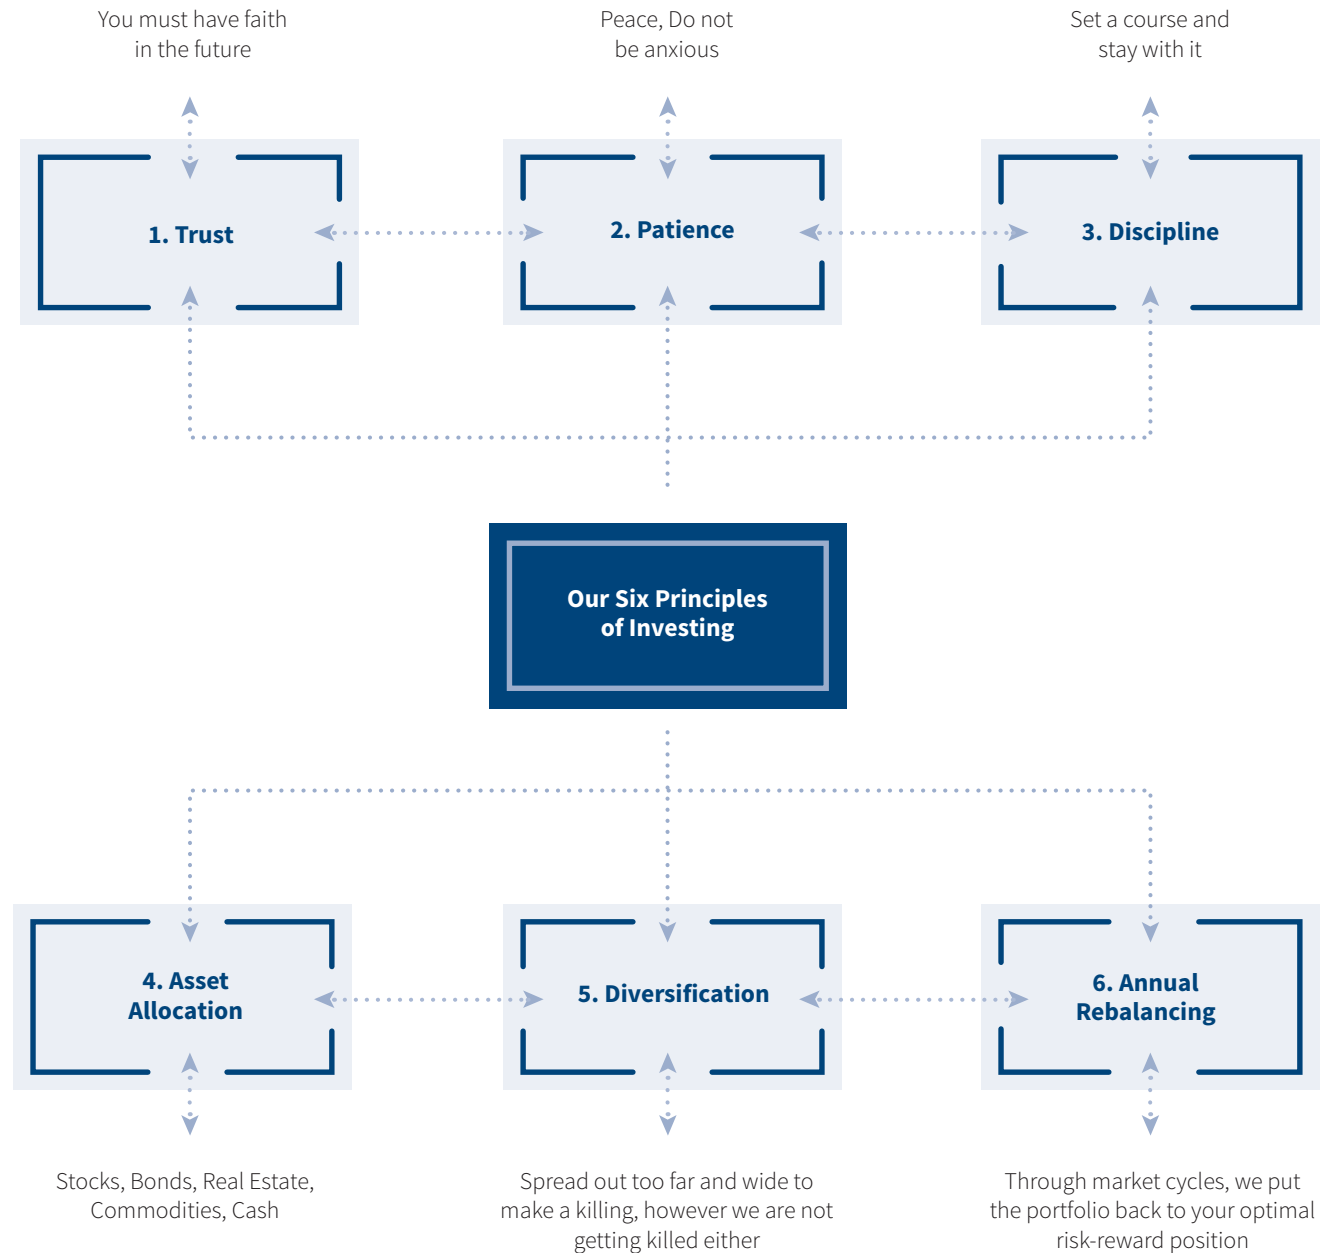 You must have faith
in the future
Peace, Do not
be anxious
Set a course and
stay with it
1. Trust
2. Patience
3. Discipline
Our Six Principles
of Investing
4. Asset
Allocation
5. Diversification
6. Annual
Rebalancing
Stocks, Bonds, Real Estate,
Commodities, Cash
Spread out too far and wide to
make a killing, however we are not
getting killed either
Through market cycles, we put
the portfolio back to your optimal
risk-reward position